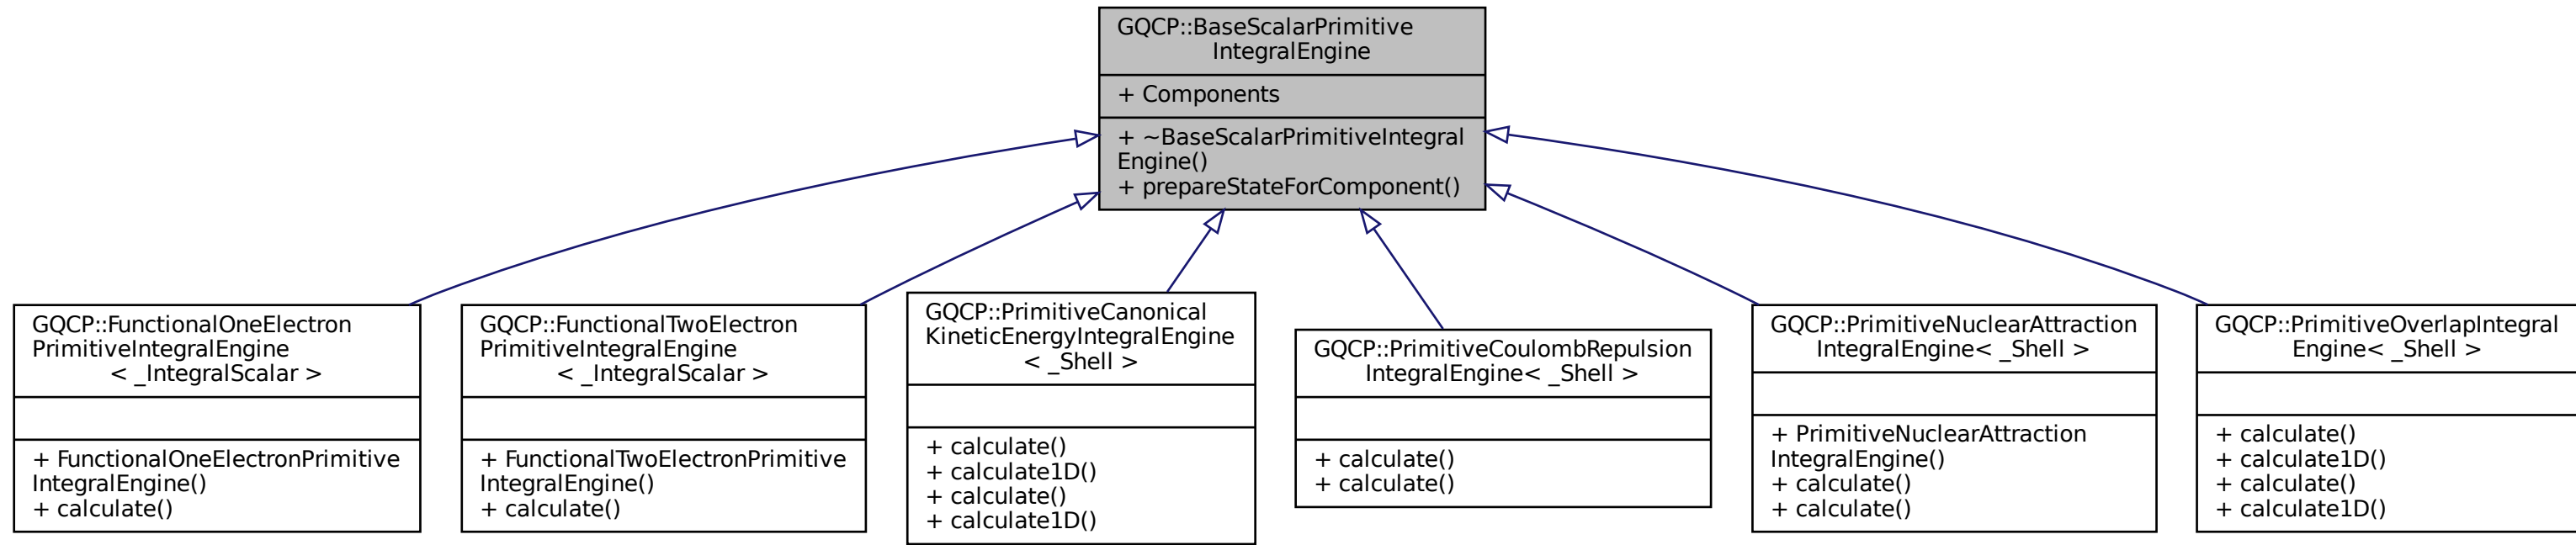 GQCP::BaseScalarPrimitive
IntegralEngine
+ Components
+ ~BaseScalarPrimitiveIntegral
Engine()
+ prepareStateForComponent()
GQCP::FunctionalOneElectron
PrimitiveIntegralEngine
< _IntegralScalar >
+ FunctionalOneElectronPrimitive
IntegralEngine()
+ calculate()
GQCP::FunctionalTwoElectron
PrimitiveIntegralEngine
< _IntegralScalar >
+ FunctionalTwoElectronPrimitive
IntegralEngine()
+ calculate()
GQCP::PrimitiveCanonical
KineticEnergyIntegralEngine
< _Shell >
+ calculate()
+ calculate1D()
+ calculate()
+ calculate1D()
GQCP::PrimitiveCoulombRepulsion
IntegralEngine< _Shell >
+ calculate()
+ calculate()
GQCP::PrimitiveNuclearAttraction
IntegralEngine< _Shell >
+ PrimitiveNuclearAttraction
IntegralEngine()
+ calculate()
+ calculate()
GQCP::PrimitiveOverlapIntegral
Engine< _Shell >
+ calculate()
+ calculate1D()
+ calculate()
+ calculate1D()